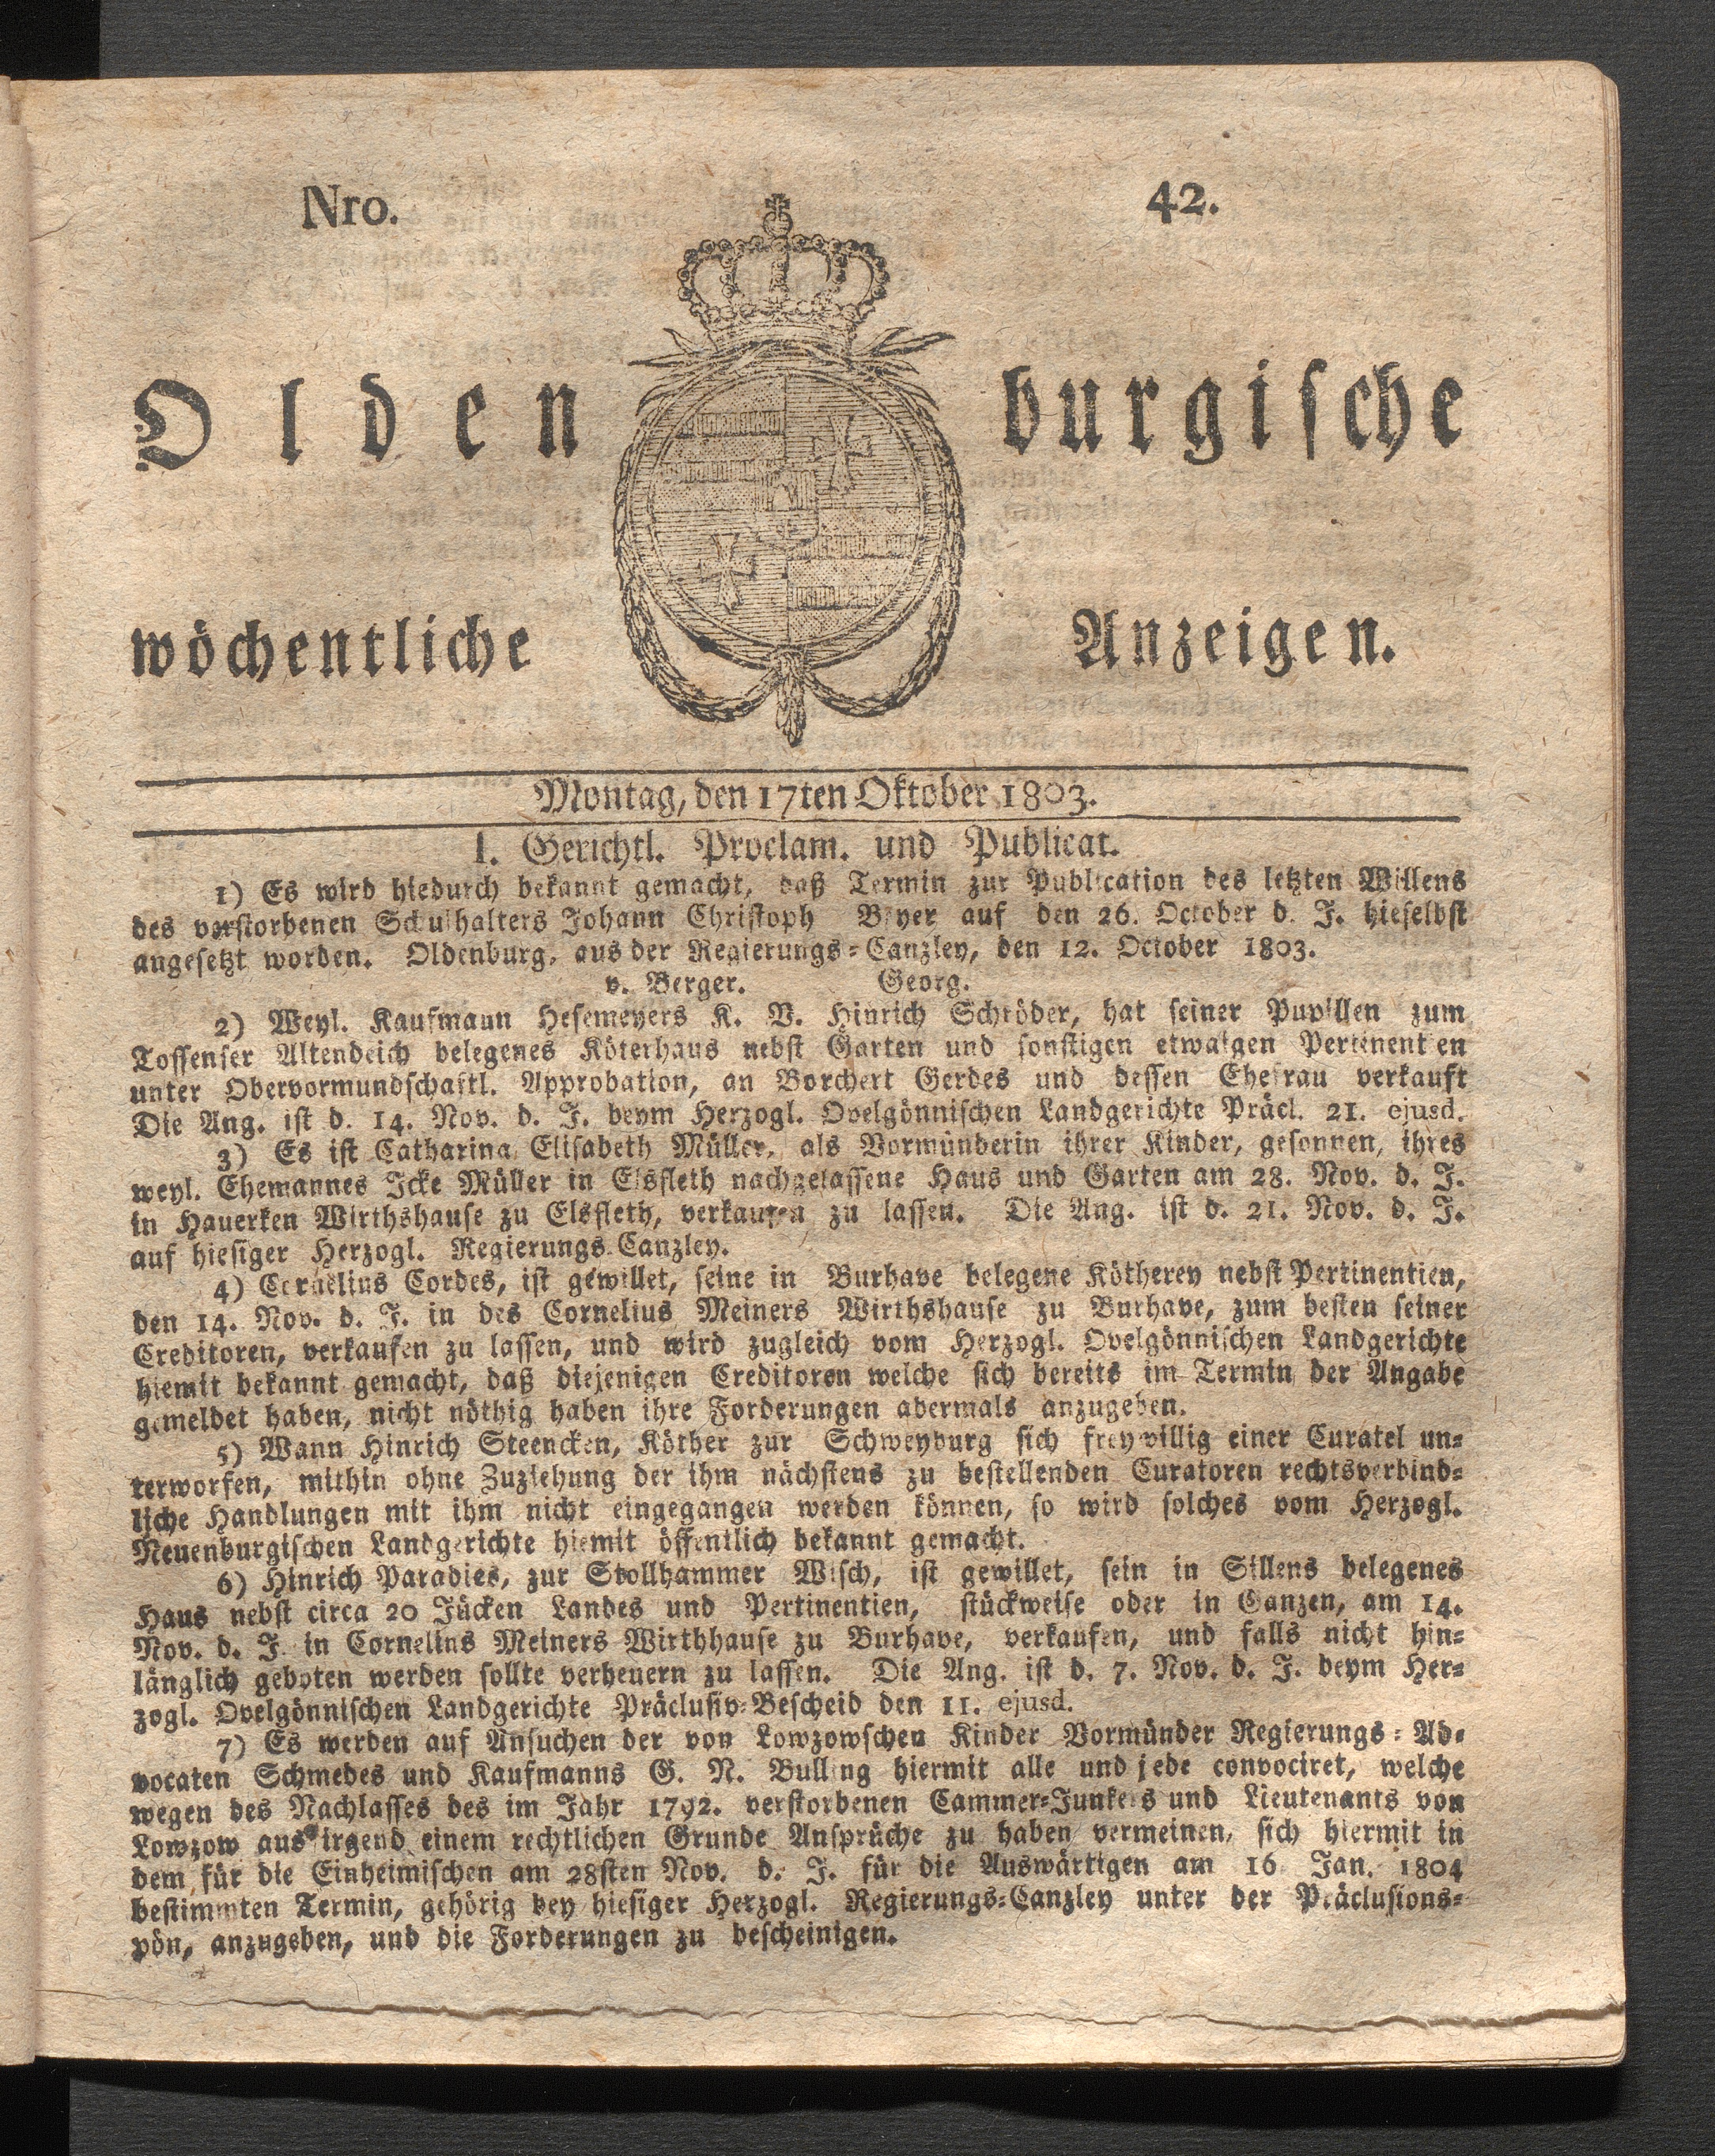 Nro. 42.
Olden burgische
wöchentliche Anzeigen.
Montag, den 17ten Oktober 1803.
I. Gerichtl. Proclam. und Publicat.
1) Es wird hiedurch bekannt gemacht, daß Termin zur Publication des letzten Willens
des verstorbenen Schulhalters Johann Christoph auf den 26. October d. J. hieselbst
angesetzt worden. Oldenburg, aus der Regierungs=Canzley, den 12. October 1803.
v. Berger. Georg.
2) Weyl. Kaufmann Hesemeyers K. V. Hinrich Schröder, hat seiner Pupillen zum
Tossenser Altendeich belegenes Köterhaus nebst Garten und sonstigen etwaigen Pertinentien
unter Obervormundschaftl. Approbation, an Borchert Gerdes und dessen Ehefrau verkauft
Die Ang. ist d. 14. Nov. d. J. beym Herzogl. Ovelgönnischen Landgerichte Präcl. 21. ejusd.
3) Es ist Catharina Elisabeth Müller, als Vormünderin ihrer Kinder, gesonnen, ihres
weyl. Ehemannes Icke Müller in Elsfleth nachgelassene Haus und Garten am 28. Nov. d. J.
in Hauerken Wirthshause zu Elsfleth, verkaufen zu lassen. Die Ang. ist d. 21. Nov. d. J.
auf hiesiger Herzogl. Regierungs-Canzley.
4) Cornelius Cordes, ist gewillet, seine in Burhave belegene Kötherey nebst Pertinentien,
den 14. Nov. d. J. in des Cornelius Meiners Wirthshause zu Burhave, zum besten seiner
Creditoren, verkaufen zu lassen, und wird zugleich vom Herzogl. Ovelgönnischen Landgerichte
hiemit bekannt gemacht, daß diejenigen Creditoren welche sich bereits im Termin der Angabe
gemeldet haben, nicht nöthig haben ihre Forderungen abermals anzugeben.
5) Wann Hinrich Steencken, Köther zur Schweyburg sich freywillig einer Curatel un=
terworfen, mithin ohne Zuziehung der ihm nächstens zu bestellenden Curatoren rechtsverbind=
liche Handlungen mit ihm nicht eingegangen werden können, so wird solches vom Herzogl.
Neuenburgischen Landgerichte hiemit öffentlich bekannt gemacht.
6) Hinrich Paradies, zur Stollhammer Wisch, ist gewillet, sein in Sillens belegenes
Haus nebst circa 20 Jücken Landes und Pertinentien, stückweise oder in Ganzen, am 14.
Nov. d. J. in Cornelins Meiners Wirthhause zu Burhave, verkaufen, und falls nicht hin=
länglich geboten werden sollte verheuern zu lassen. Die Ang. ist d. 7. Nov. d. J. beym Her=
zogl. Ovelgönnischen Landgerichte Präclusiv=Bescheid den 11. ejusd.
7) Es werden auf Ansuchen der von Lowzowschen Kinder Vormünder Regierungs=Ad=
vocaten Schmedes und Kaufmanns G. N. Bulling hiermit alle und jede convociret, welche
wegen des Nachlasses des im Jahr 1792. verstorbenen Cammer=Junkers und Lieutenants von
Lowzow aus irgend einem rechtlichen Grunde Ansprüche zu haben vermeinen, sich hiermit in
dem für die Einheimischen am 28sten Nov. d. J. für die Auswärtigen am 16 Jan. 1804
bestimmten Termin, gehörig bey hiesiger Herzogl. Regierungs=Canzley unter der Präclusions=
pön, anzugeben, und die Forderungen zu bescheinigen.